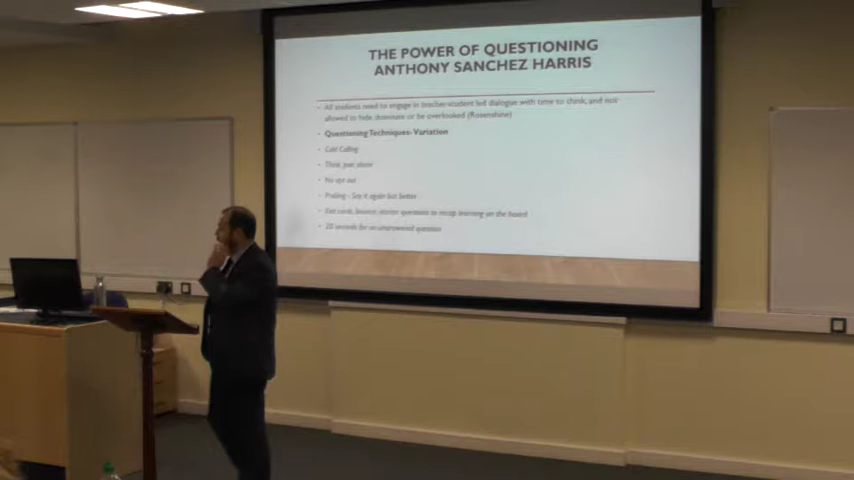 THE POWER OF QUESTIONING
ANTHONY SANCHEZ HARRIS
All students need to engage in teacher-student led dialogue with time to think, and not
allowed to hide, dominate or be overlooked (Rosenshine)
Questioning Techniques- Variation
Cold Calling
Think, pair, share
No opt out
Probing – Say it again but better
Exit cards, bounce, starter questions to recap learning on the board
20 seconds for an unanswered question